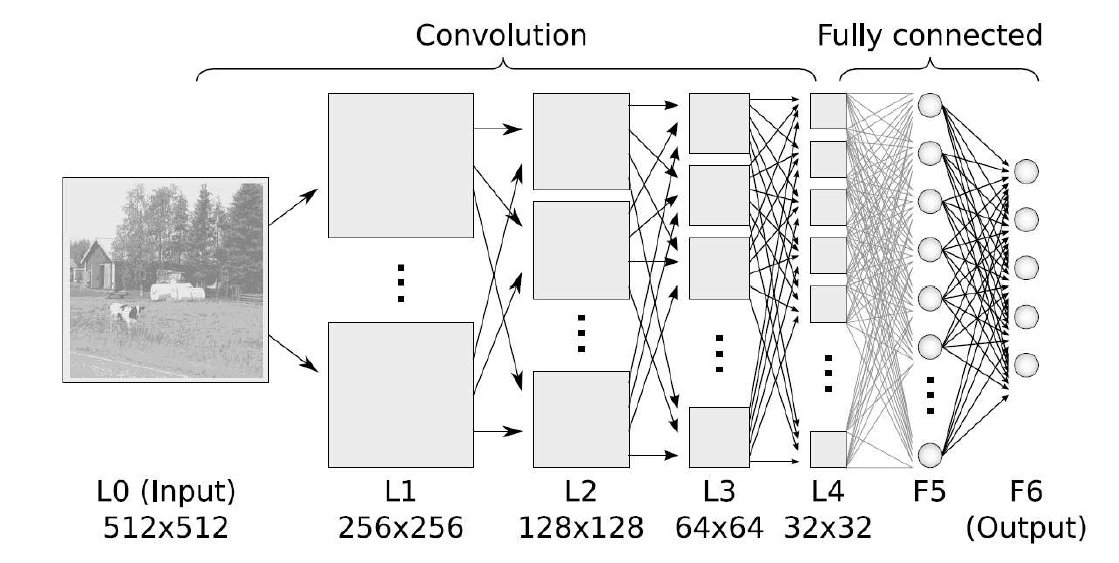 Convolution
Fully connected
L0 (Input)
512x512
L1
256x256
L2
128x128
L3
64x64
L4
32x32
F5
F6
(Output)